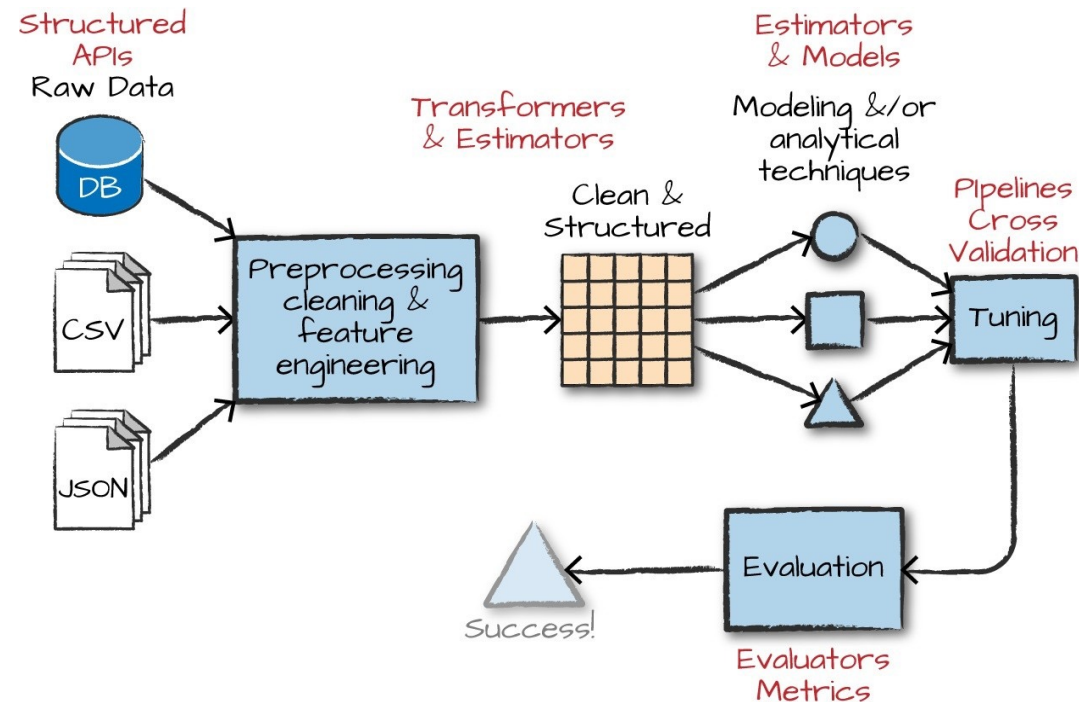 Structured
APIs
Raw Data
DB
CSV
JSON
Preprocessing
cleaning &
feature
engineering
Transformers
& Estimators
Clean &
Structured
Estimators
& Models
Modeling &/or
analytical
techniques
PIpelines
Cross
Validation
Tuning
Evaluation
Evaluators
Metrics
Success!